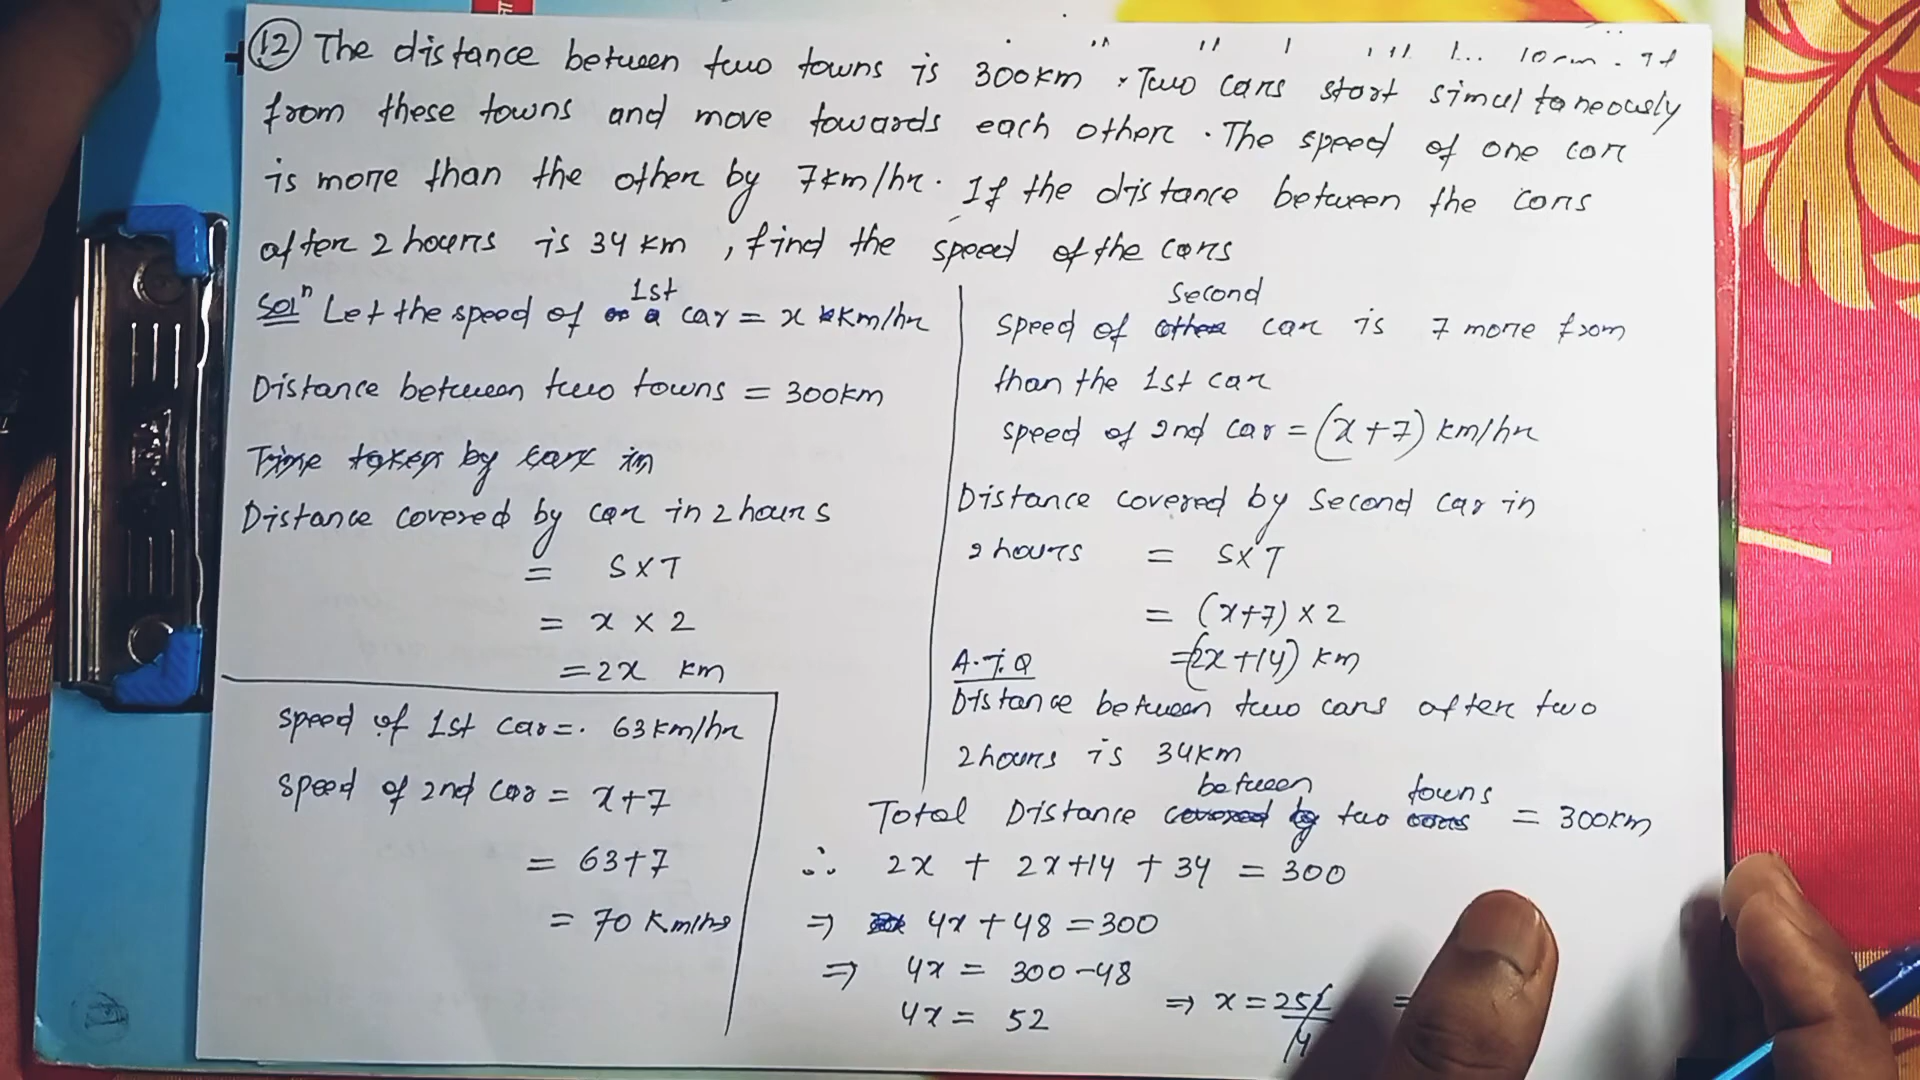 12 The distance between two towns is 300km. Two cars start simultaneously
from these towns and move towards each other. The speed of one car
is more than the other by 7km/hr. If the distance between the cars
after 2 hours is 34 km, find the speed of the cars
Solⁿ Let the speed of 1st car = x km/hr
Distance between two towns = 300km
Time taken by car in
Distance covered by car in 2 hours
= S×T
= x × 2
= 2x km
Speed of second car is 7 more from
than the 1st car
speed of 2nd car = (x+7) km/hr
Distance covered by second car in
2 hours = S×T
= (x+7) × 2
= (2x+14) km
A.T.Q
Distance between two cars after two
2 hours is 34km
Total Distance between two towns = 300km
∴ 2x + 2x+14 + 34 = 300
⇒ 4x + 48 = 300
⇒ 4x = 300-48
4x = 52
⇒ x = 252/4 =
speed of 1st car = 63km/hr
speed of 2nd car = x+7
= 63+7
= 70 Km/hr